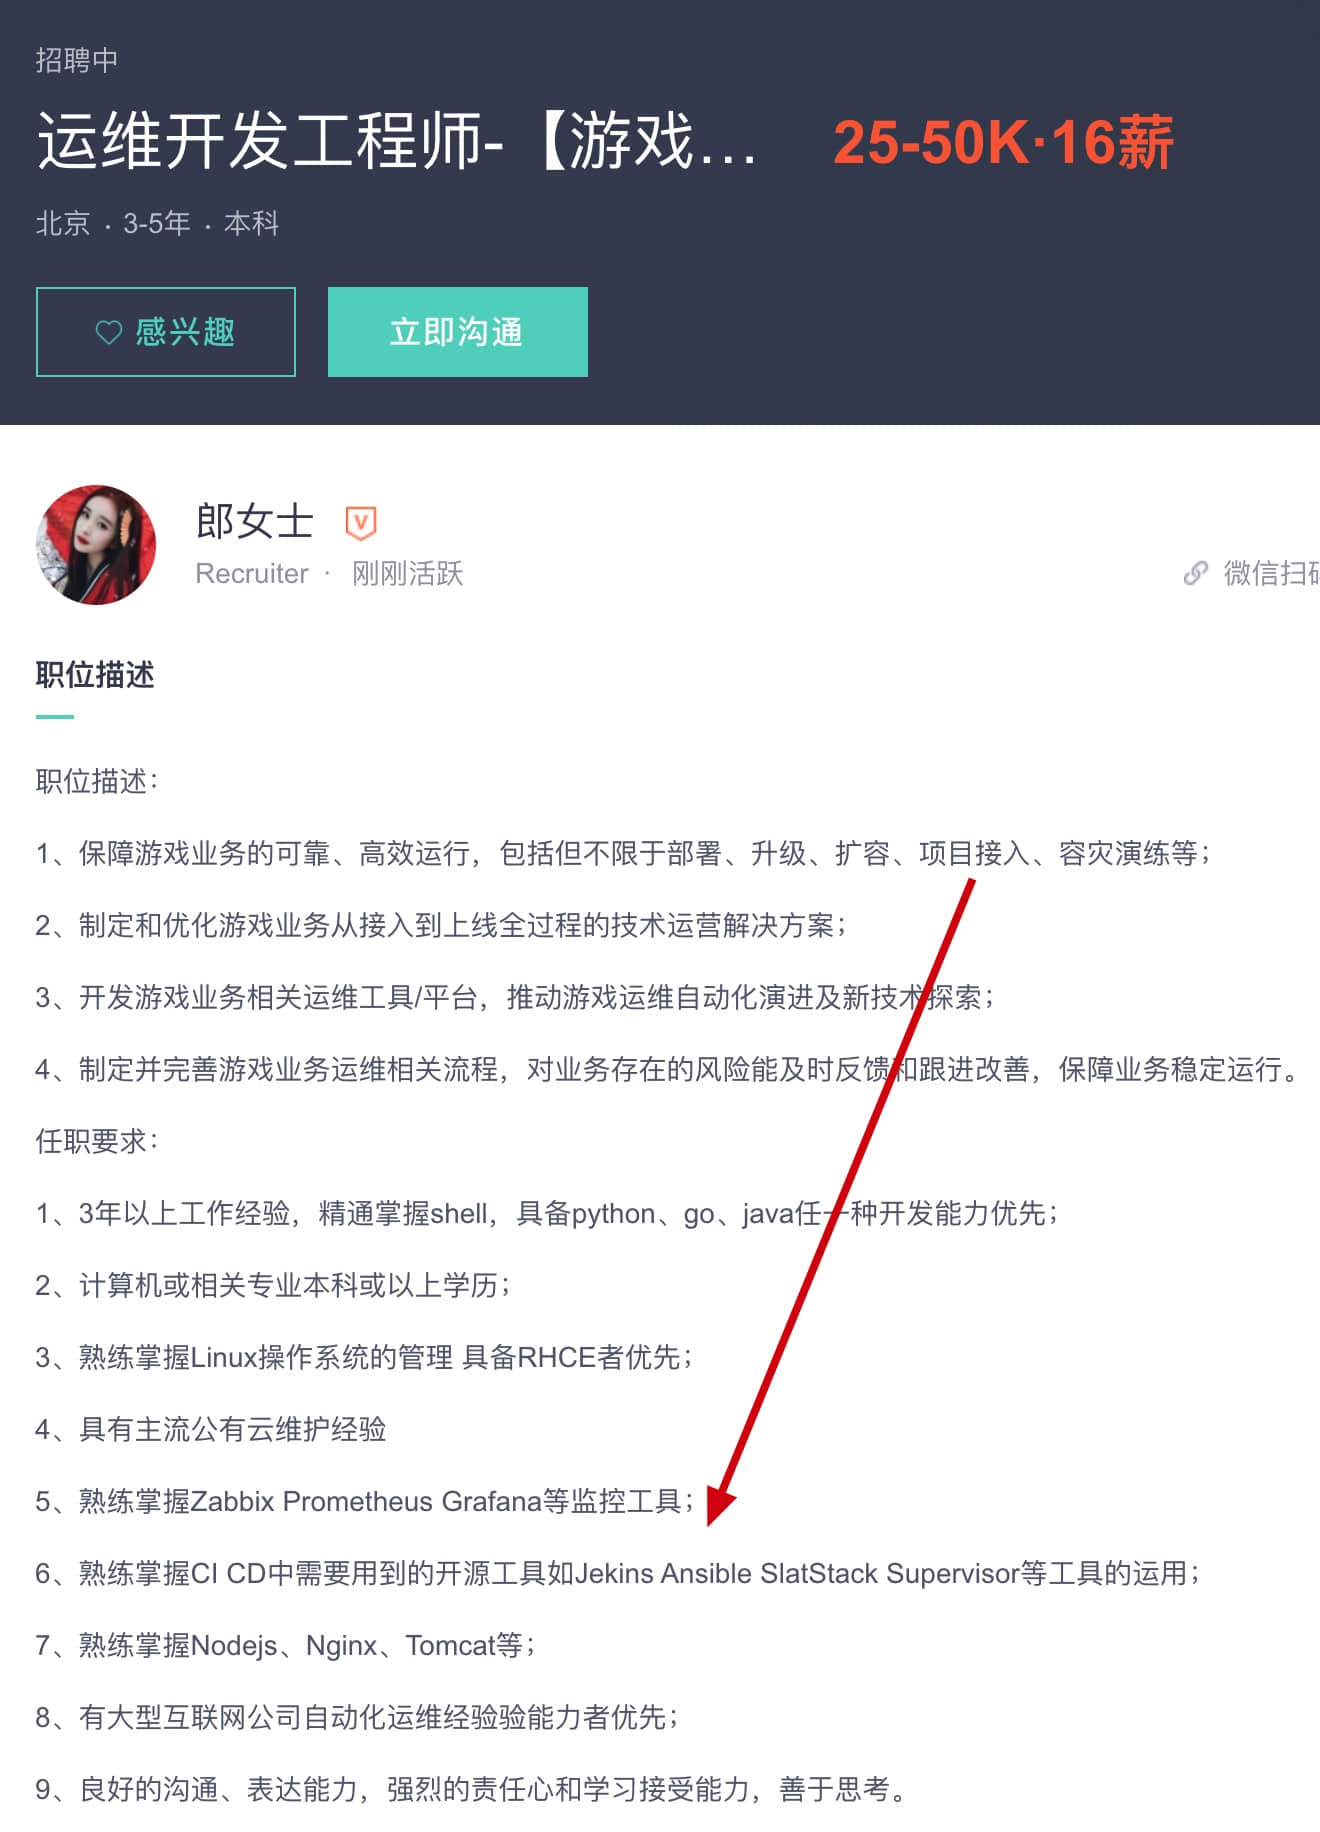 招聘中
运维开发工程师-【游戏... 25-50K·16薪
北京 · 3-5年 · 本科
感兴趣 立即沟通
郎女士 V
Recruiter · 刚刚活跃
微信扫码
职位描述
职位描述：
1、保障游戏业务的可靠、高效运行，包括但不限于部署、升级、扩容、项目接入、容灾演练等；
2、制定和优化游戏业务从接入到上线全过程的技术运营解决方案；
3、开发游戏业务相关运维工具/平台，推动游戏运维自动化演进及新技术探索；
4、制定并完善游戏业务运维相关流程，对业务存在的风险能及时反馈和跟进改善，保障业务稳定运行。
任职要求：
1、3年以上工作经验，精通掌握shell，具备python、go、java任一种开发能力优先；
2、计算机或相关专业本科或以上学历；
3、熟练掌握Linux操作系统的管理 具备RHCE者优先；
4、具有主流公有云维护经验
5、熟练掌握Zabbix Prometheus Grafana等监控工具；
6、熟练掌握CI CD中需要用到的开源工具如Jekins Ansible SlatStack Supervisor等工具的运用；
7、熟练掌握Nodejs、Nginx、Tomcat等；
8、有大型互联网公司自动化运维经验验能力者优先；
9、良好的沟通、表达能力，强烈的责任心和学习接受能力，善于思考。